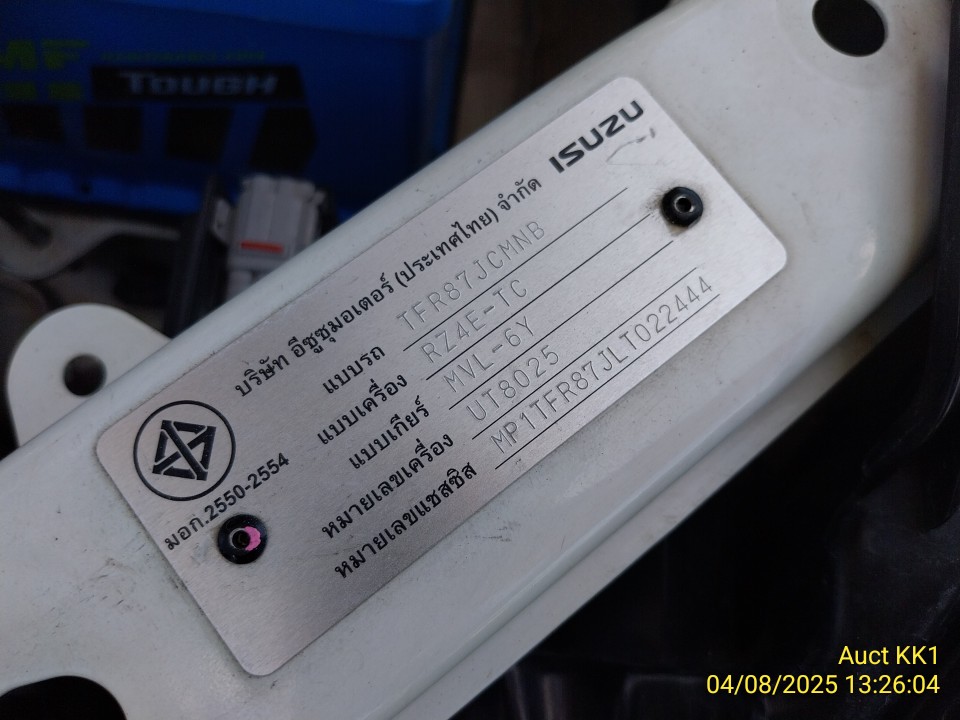 TOUGH
ISUZU
บริษัท อีซูซุมอเตอร์ (ประเทศไทย) จำกัด
แบบรถ TFR87JCMNB
แบบเครื่อง RZ4E-TC
แบบเกียร์ MVL-6Y
หมายเลขเครื่อง UT8025
หมายเลขแชสซิส MP1TFR87JLT022444
มอก.2550-2554
Auct KK1
04/08/2025 13:26:04